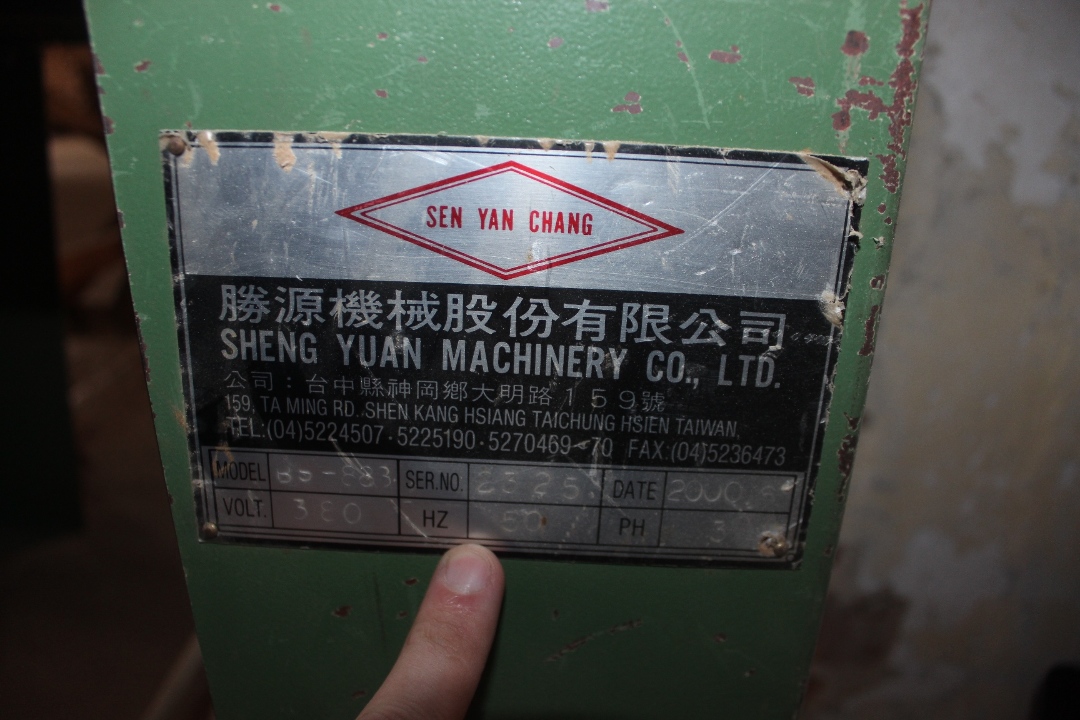 SEN YAN CHANG
勝源機械股份有限公司
SHENG YUAN MACHINERY CO., LTD.
公司：台中縣神岡鄉大明路159號
159, TA MING RD. SHEN KANG HSIANG TAICHUNG HSIEN TAIWAN.
TEL:(04)5224507·5225190·5270469~70 FAX:(04)5236473
MODEL SER.NO. 2325 DATE
VOLT. 380 HZ 50 PH 3